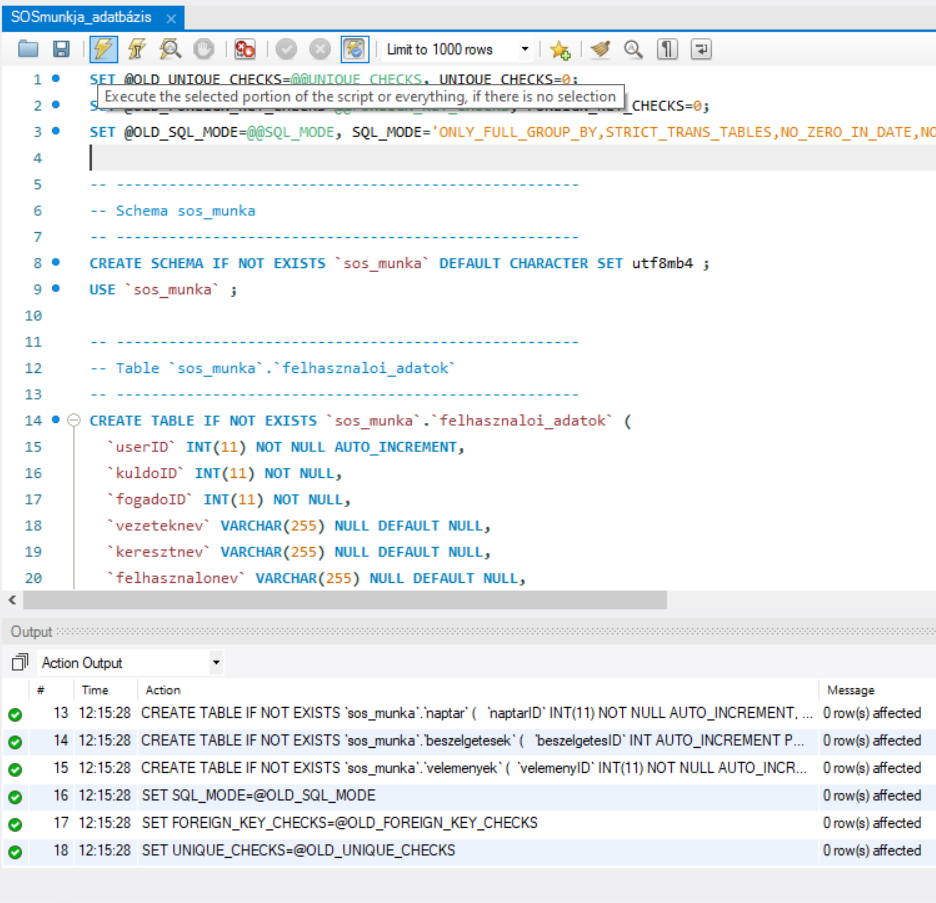 SOSmunkja_adatbázis ×
Limit to 1000 rows
1 SET @OLD_UNIQUE_CHECKS=@@UNIQUE_CHECKS, UNIQUE_CHECKS=0;
Execute the selected portion of the script or everything, if there is no selection
2 _CHECKS=0;
3 SET @OLD_SQL_MODE=@@SQL_MODE, SQL_MODE='ONLY_FULL_GROUP_BY,STRICT_TRANS_TABLES,NO_ZERO_IN_DATE,NO
4
5 -- -----------------------------------------------------
6 -- Schema sos_munka
7 -- -----------------------------------------------------
8 CREATE SCHEMA IF NOT EXISTS `sos_munka` DEFAULT CHARACTER SET utf8mb4 ;
9 USE `sos_munka` ;
10
11 -- -----------------------------------------------------
12 -- Table `sos_munka`.`felhasznaloi_adatok`
13 -- -----------------------------------------------------
14 CREATE TABLE IF NOT EXISTS `sos_munka`.`felhasznaloi_adatok` (
15 `userID` INT(11) NOT NULL AUTO_INCREMENT,
16 `kuldoID` INT(11) NOT NULL,
17 `fogadoID` INT(11) NOT NULL,
18 `vezeteknev` VARCHAR(255) NULL DEFAULT NULL,
19 `keresztnev` VARCHAR(255) NULL DEFAULT NULL,
20 `felhasznalonev` VARCHAR(255) NULL DEFAULT NULL,
Output
Action Output
# Time Action Message
13 12:15:28 CREATE TABLE IF NOT EXISTS `sos_munka`.`naptar` ( `naptarID` INT(11) NOT NULL AUTO_INCREMENT, ... 0 row(s) affected
14 12:15:28 CREATE TABLE IF NOT EXISTS `sos_munka`.`beszelgetesek` ( `beszelgetesID` INT AUTO_INCREMENT P... 0 row(s) affected
15 12:15:28 CREATE TABLE IF NOT EXISTS `sos_munka`.`velemenyek` ( `velemenyID` INT(11) NOT NULL AUTO_INCR... 0 row(s) affected
16 12:15:28 SET SQL_MODE=@OLD_SQL_MODE 0 row(s) affected
17 12:15:28 SET FOREIGN_KEY_CHECKS=@OLD_FOREIGN_KEY_CHECKS 0 row(s) affected
18 12:15:28 SET UNIQUE_CHECKS=@OLD_UNIQUE_CHECKS 0 row(s) affected